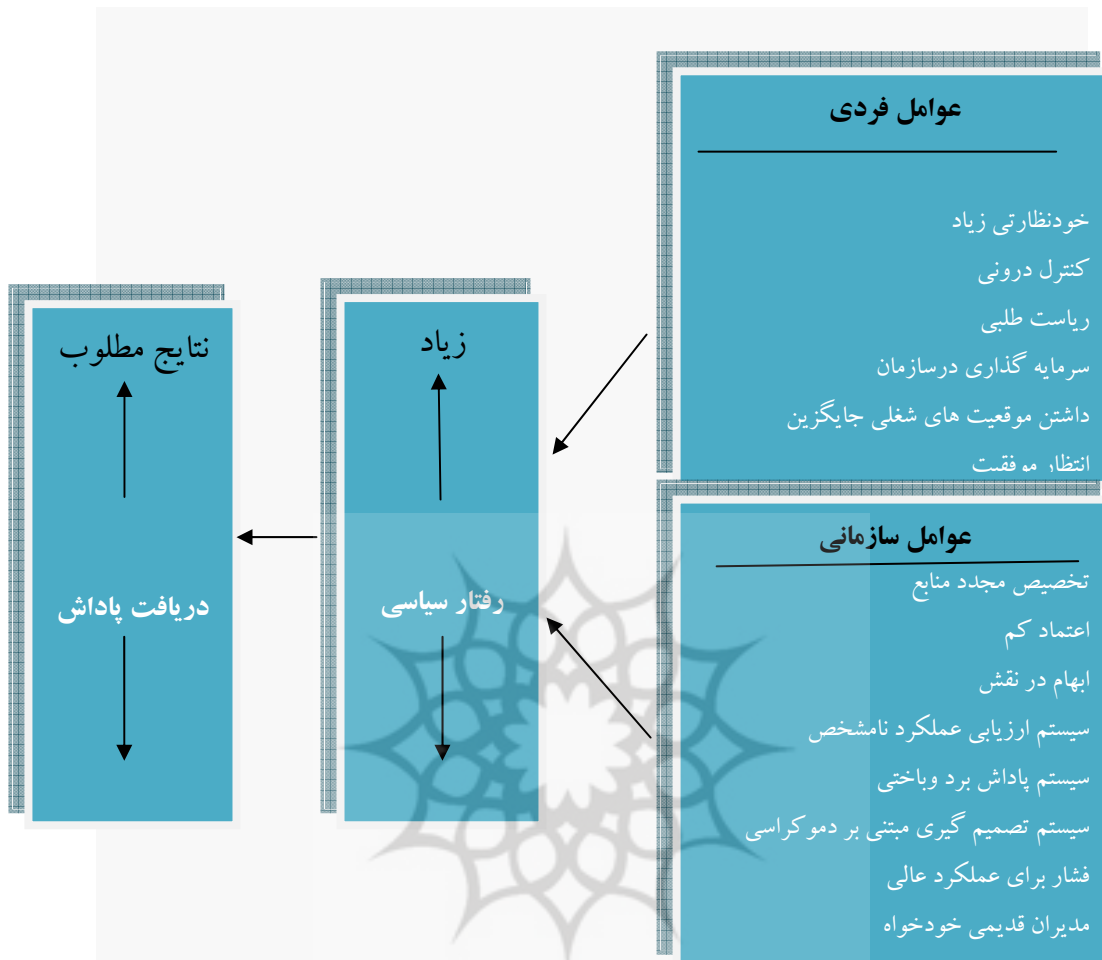 عوامل فردی
خودنظارتی زیاد
کنترل درونی
ریاست طلبی
سرمایه گذاری درسازمان
داشتن موقعیت های شغلی جایگزین
انتظار موفقیت
عوامل سازمانی
تخصیص مجدد منابع
اعتماد کم
ابهام در نقش
سیستم ارزیابی عملکرد نامشخص
سیستم پاداش برد وباختی
سیستم تصمیم گیری مبتنی بر دموکراسی
فشار برای عملکرد عالی
مدیران قدیمی خودخواه
زیاد
رفتار سیاسی
نتایج مطلوب
دریافت پاداش